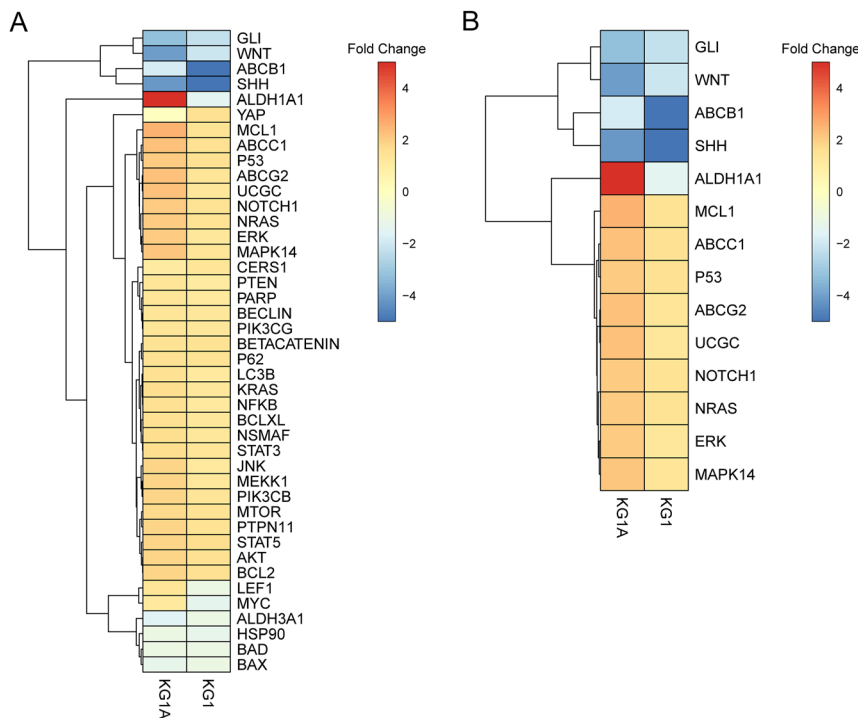 A
GLI
WNT
ABCB1
SHH
ALDH1A1
YAP
MCL1
ABCC1
P53
ABCG2
UCGC
NOTCH1
NRAS
ERK
MAPK14
CERS1
PTEN
PARP
BECLIN
PIK3CG
BETACATENIN
P62
LC3B
KRAS
NFKB
BCLXL
NSMAF
STAT3
JNK
MEKK1
PIK3CB
MTOR
PTPN11
STAT5
AKT
BCL2
LEF1
MYC
ALDH3A1
HSP90
BAD
BAX
KG1A
KG1
Fold Change
4
2
0
−2
−4
B
GLI
WNT
ABCB1
SHH
ALDH1A1
MCL1
ABCC1
P53
ABCG2
UCGC
NOTCH1
NRAS
ERK
MAPK14
KG1A
KG1
Fold Change
4
2
0
−2
−4